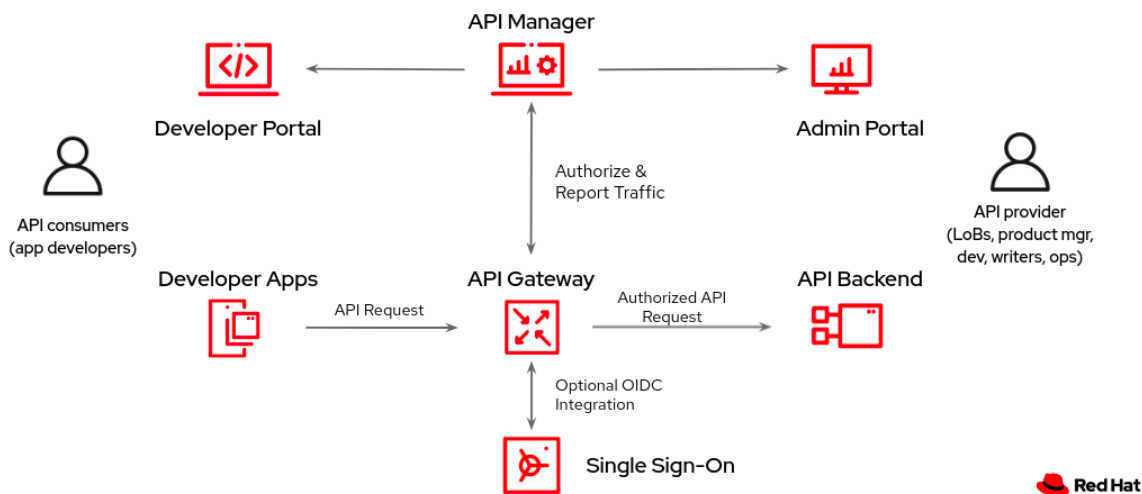 API Manager
Developer Portal
Admin Portal
Authorize &
Report Traffic
API consumers
(app developers)
API provider
(LoBs, product mgr,
dev, writers, ops)
Developer Apps
API Gateway
API Backend
API Request
Authorized API
Request
Optional OIDC
Integration
Single Sign-On
Red Hat